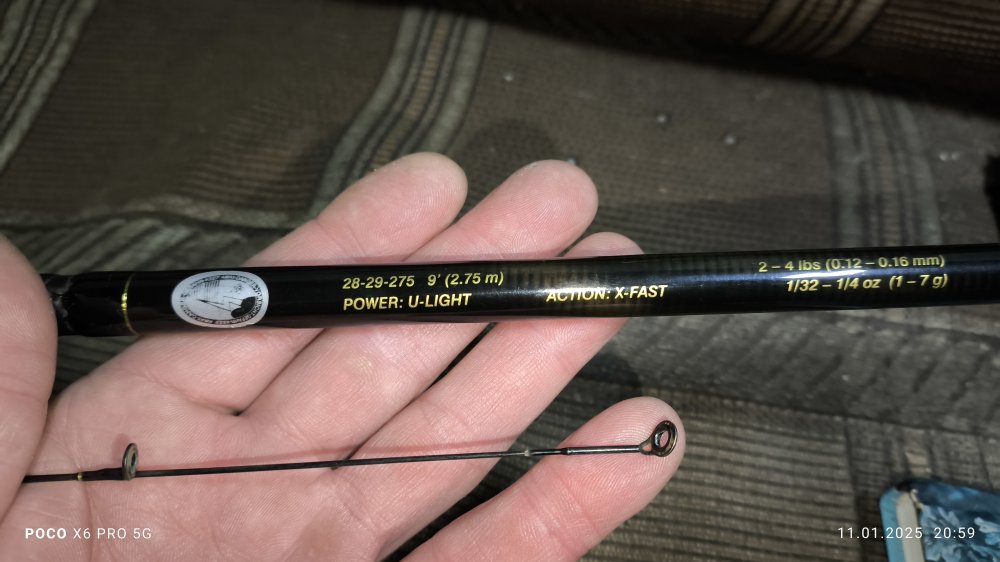 28-29-275 9' (2.75 m)
POWER: U-LIGHT
ACTION: X-FAST
2 – 4 lbs (0.12 – 0.16 mm)
1/32 – 1/4 oz (1 – 7 g)
POCO X6 PRO 5G
11.01.2025 20:59